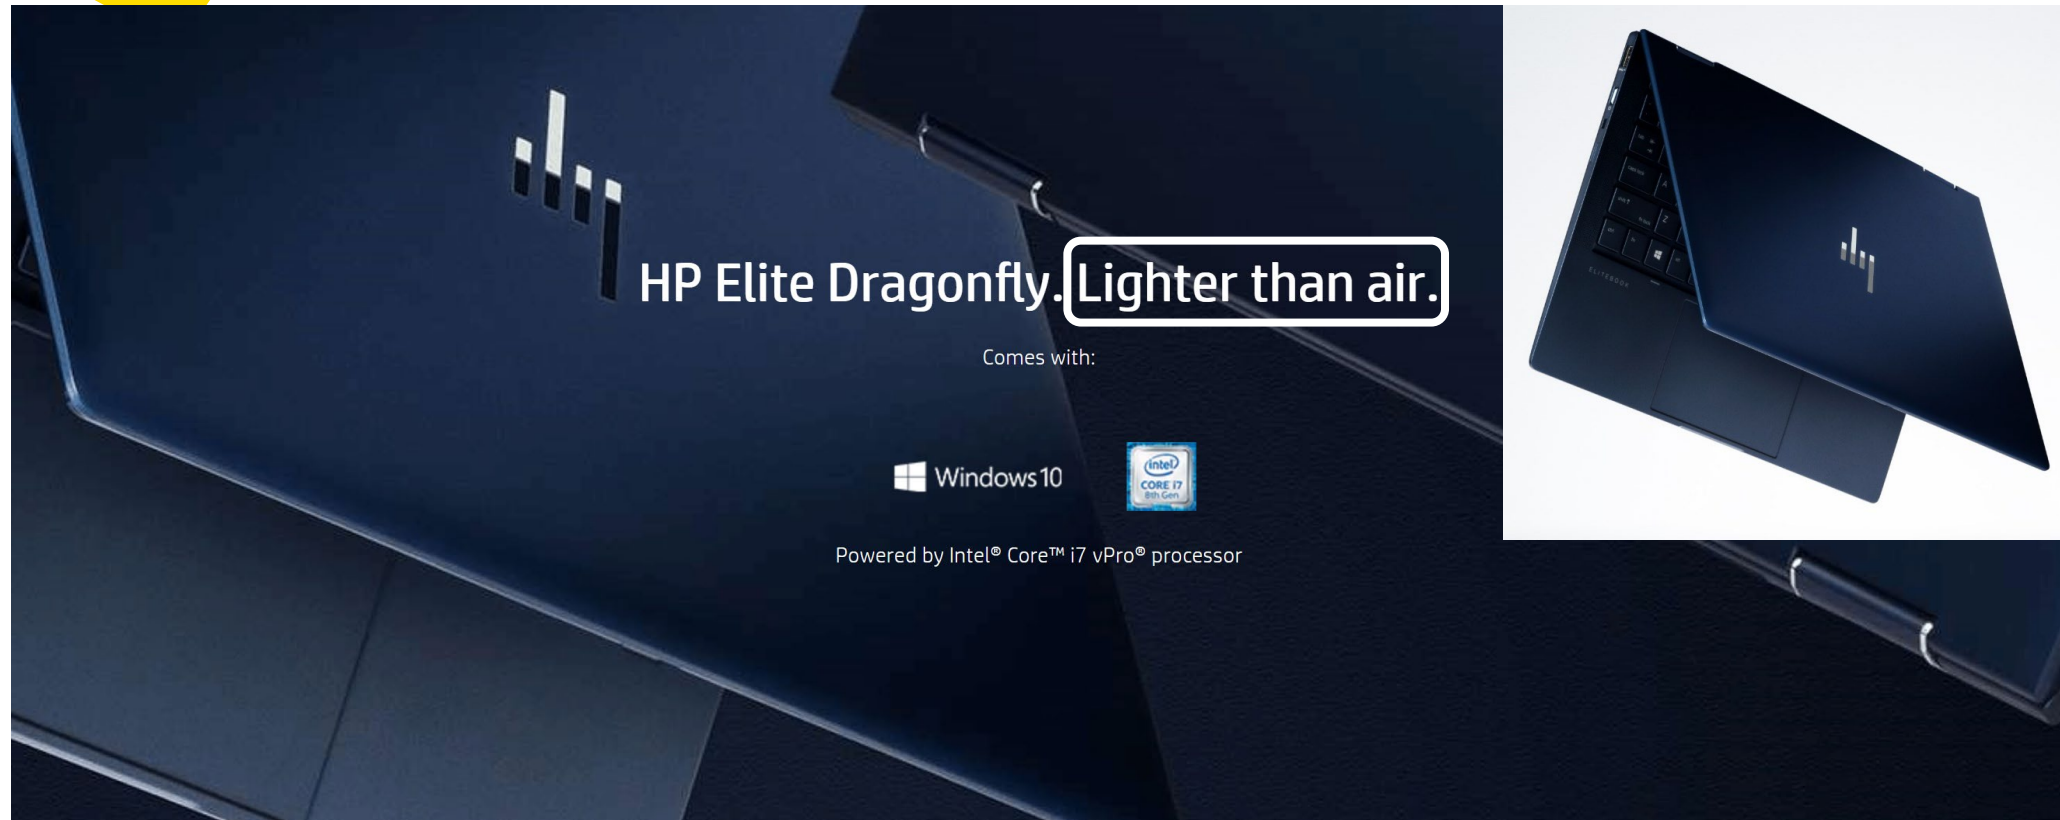 HP Elite Dragonfly. Lighter than air.
Comes with:
Windows 10
intel
CORE i7
8th Gen
Powered by Intel® Core™ i7 vPro® processor
ELITEBOOK